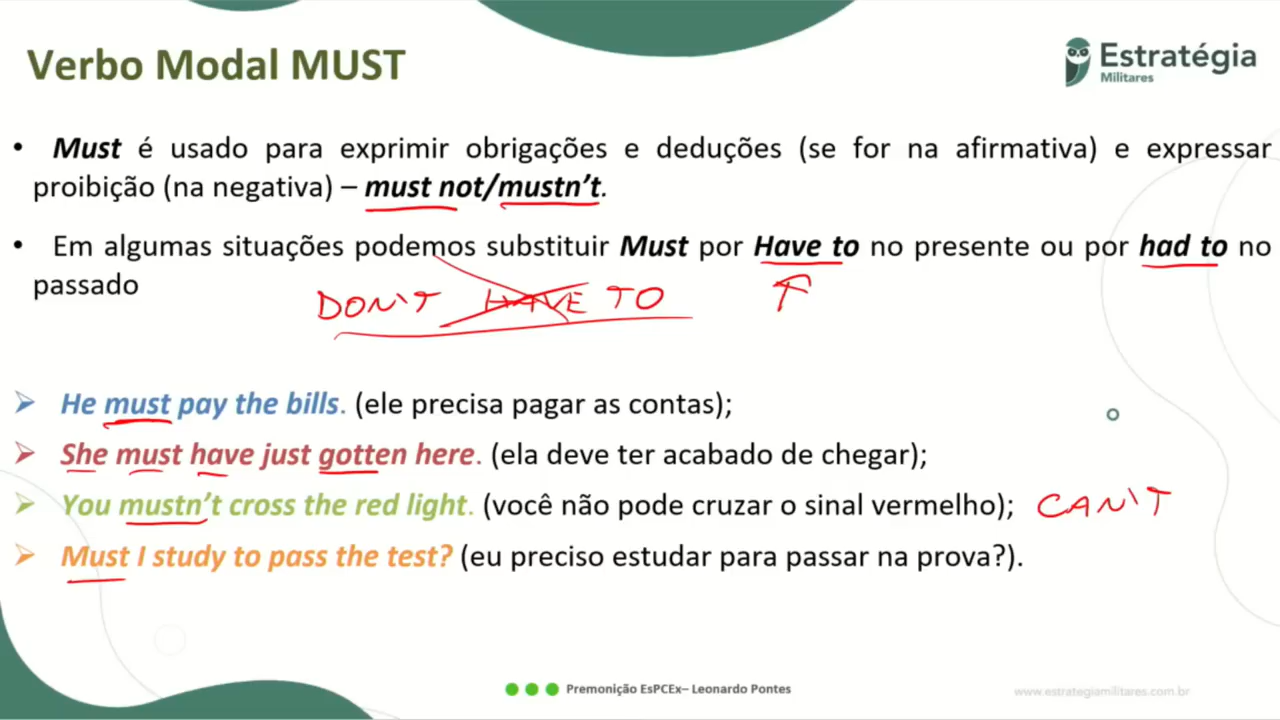 Verbo Modal MUST
Estratégia
Militares
• Must é usado para exprimir obrigações e deduções (se for na afirmativa) e expressar
proibição (na negativa) – must not/mustn't.
• Em algumas situações podemos substituir Must por Have to no presente ou por had to no
passado
DON'T HAVE TO
He must pay the bills. (ele precisa pagar as contas);
She must have just gotten here. (ela deve ter acabado de chegar);
You mustn't cross the red light. (você não pode cruzar o sinal vermelho); CAN'T
Must I study to pass the test? (eu preciso estudar para passar na prova?).
Premonição EsPCEx– Leonardo Pontes
www.estrategiamilitares.com.br